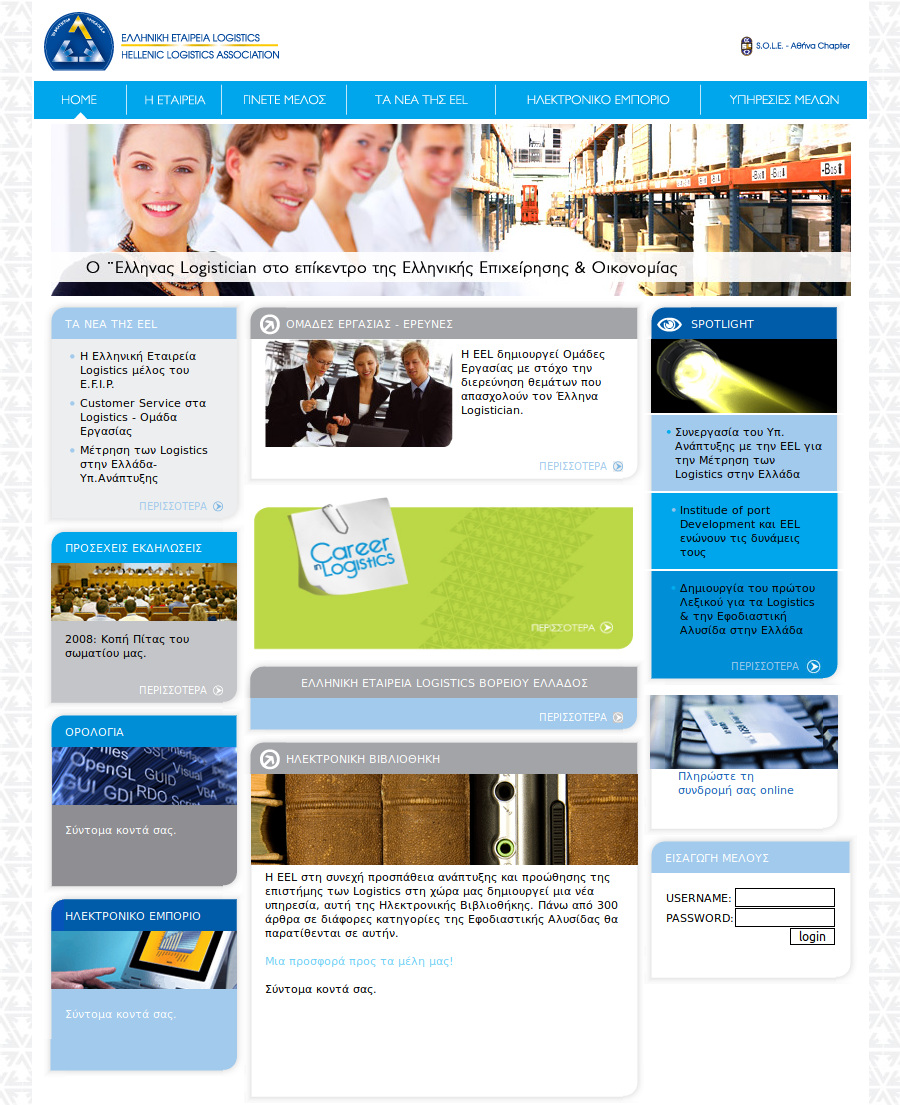 ΕΛΛΗΝΙΚΗ ΕΤΑΙΡΕΙΑ LOGISTICS
HELLENIC LOGISTICS ASSOCIATION
S.O.L.E. - Αθήνα Chapter
HOME
Η ΕΤΑΙΡΕΙΑ
ΓΙΝΕΤΕ ΜΕΛΟΣ
ΤΑ ΝΕΑ ΤΗΣ EEL
ΗΛΕΚΤΡΟΝΙΚΟ ΕΜΠΟΡΙΟ
ΥΠΗΡΕΣΙΕΣ ΜΕΛΩΝ
Ο ¨Ελληνας Logistician στο επίκεντρο της Ελληνικής Επιχείρησης & Οικονομίας
ΤΑ ΝΕΑ ΤΗΣ EEL
Η Ελληνική Εταιρεία
Logistics μέλος του
E.F.I.P.
Customer Service στα
Logistics - Ομάδα
Εργασίας
Μέτρηση των Logistics
στην Ελλάδα-
Υπ.Ανάπτυξης
ΠΕΡΙΣΣΟΤΕΡΑ
ΠΡΟΣΕΧΕΙΣ ΕΚΔΗΛΩΣΕΙΣ
2008: Κοπή Πίτας του
σωματίου μας.
ΠΕΡΙΣΣΟΤΕΡΑ
ΟΡΟΛΟΓΙΑ
Files
SSL Interface
OpenGL GUID Visual
GUI GDI RDO Script VBA
Σύντομα κοντά σας.
ΗΛΕΚΤΡΟΝΙΚΟ ΕΜΠΟΡΙΟ
Σύντομα κοντά σας.
ΟΜΑΔΕΣ ΕΡΓΑΣΙΑΣ - ΕΡΕΥΝΕΣ
Η EEL δημιουργεί Ομάδες
Εργασίας με στόχο την
διερεύνηση θεμάτων που
απασχολούν τον Έλληνα
Logistician.
ΠΕΡΙΣΣΟΤΕΡΑ
Career
in Logistics
ΠΕΡΙΣΣΟΤΕΡΑ
ΕΛΛΗΝΙΚΗ ΕΤΑΙΡΕΙΑ LOGISTICS ΒΟΡΕΙΟΥ ΕΛΛΑΔΟΣ
ΠΕΡΙΣΣΟΤΕΡΑ
ΗΛΕΚΤΡΟΝΙΚΗ ΒΙΒΛΙΟΘΗΚΗ
Η EEL στη συνεχή προσπάθεια ανάπτυξης και προώθησης της
επιστήμης των Logistics στη χώρα μας δημιουργεί μια νέα
υπηρεσία, αυτή της Ηλεκτρονικής Βιβλιοθήκης. Πάνω από 300
άρθρα σε διάφορες κατηγορίες της Εφοδιαστικής Αλυσίδας θα
παρατίθενται σε αυτήν.
Μια προσφορά προς τα μέλη μας!
Σύντομα κοντά σας.
SPOTLIGHT
Συνεργασία του Υπ.
Ανάπτυξης με την EEL για
την Μέτρηση των
Logistics στην Ελλάδα
Institude of port
Development και EEL
ενώνουν τις δυνάμεις
τους
Δημιουργία του πρώτου
Λεξικού για τα Logistics
& την Εφοδιαστική
Αλυσίδα στην Ελλάδα
ΠΕΡΙΣΣΟΤΕΡΑ
Πληρώστε τη
συνδρομή σας online
ΕΙΣΑΓΩΓΗ ΜΕΛΟΥΣ
USERNAME:
PASSWORD:
login